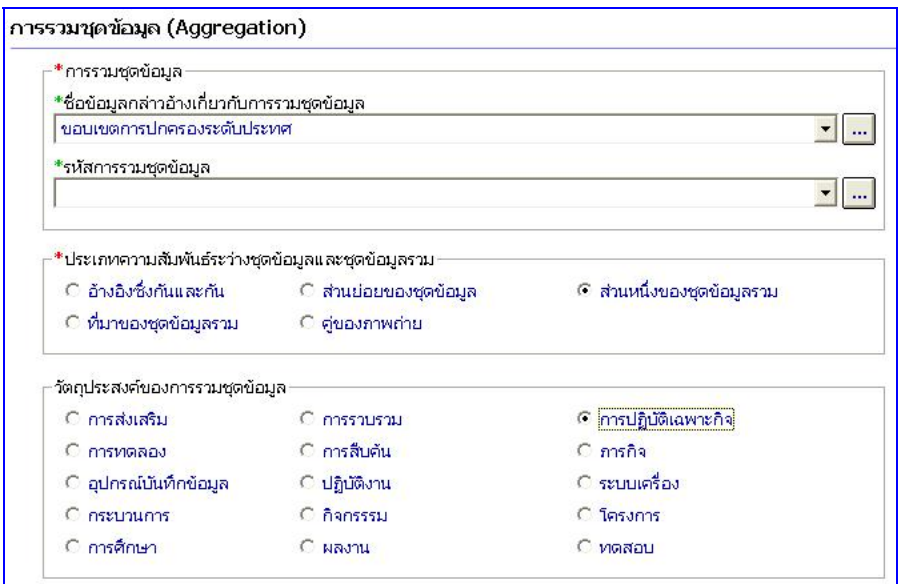 การรวมชุดข้อมูล (Aggregation)
*การรวมชุดข้อมูล
*ชื่อข้อมูลกล่าวอ้างเกี่ยวกับการรวมชุดข้อมูล
ขอบเขตการปกครองระดับประทศ
...
*รหัสการรวมชุดข้อมูล
...
*ประเภทความสัมพันธ์ระว่างชุดข้อมูลและชุดข้อมูลรวม
อ้างอิงซึ่งกันและกัน ส่วนย่อยของชุดข้อมูล ส่วนหนึ่งของชุดข้อมูลรวม
ที่มาของชุดข้อมูลรวม คู่ของภาพถ่าย
วัตถุประสงค์ของการรวมชุดข้อมูล
การส่งเสริม การรวบรวม การปฏิบัติเฉพาะกิจ
การทดลอง การสืบค้น ภารกิจ
อุปกรณ์บันทึกข้อมูล ปฏิบัติงาน ระบบเครื่อง
กระบวนการ กิจกรรรม โครงการ
การศึกษา ผลงาน ทดสอบ